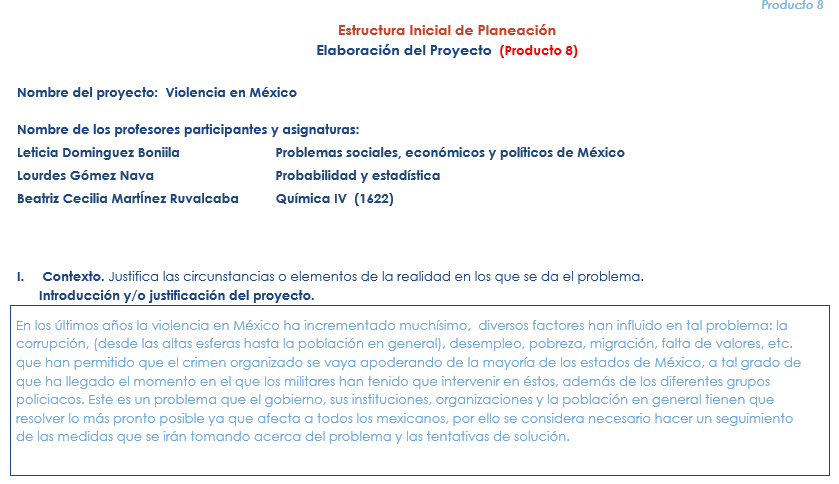 Producto 8
Estructura Inicial de Planeación
Elaboración del Proyecto (Producto 8)
Nombre del proyecto: Violencia en México
Nombre de los profesores participantes y asignaturas:
Leticia Dominguez Boniila Problemas sociales, económicos y políticos de México
Lourdes Gómez Nava Probabilidad y estadística
Beatriz Cecilia MartÍnez Ruvalcaba Química IV (1622)
I. Contexto. Justifica las circunstancias o elementos de la realidad en los que se da el problema.
Introducción y/o justificación del proyecto.
En los últimos años la violencia en México ha incrementado muchísimo, diversos factores han influido en tal problema: la
corrupción, (desde las altas esferas hasta la población en general), desempleo, pobreza, migración, falta de valores, etc.
que han permitido que el crimen organizado se vaya apoderando de la mayoría de los estados de México, a tal grado de
que ha llegado el momento en el que los militares han tenido que intervenir en éstos, además de los diferentes grupos
policiacos. Este es un problema que el gobierno, sus instituciones, organizaciones y la población en general tienen que
resolver lo más pronto posible ya que afecta a todos los mexicanos, por ello se considera necesario hacer un seguimiento
de las medidas que se irán tomando acerca del problema y las tentativas de solución.